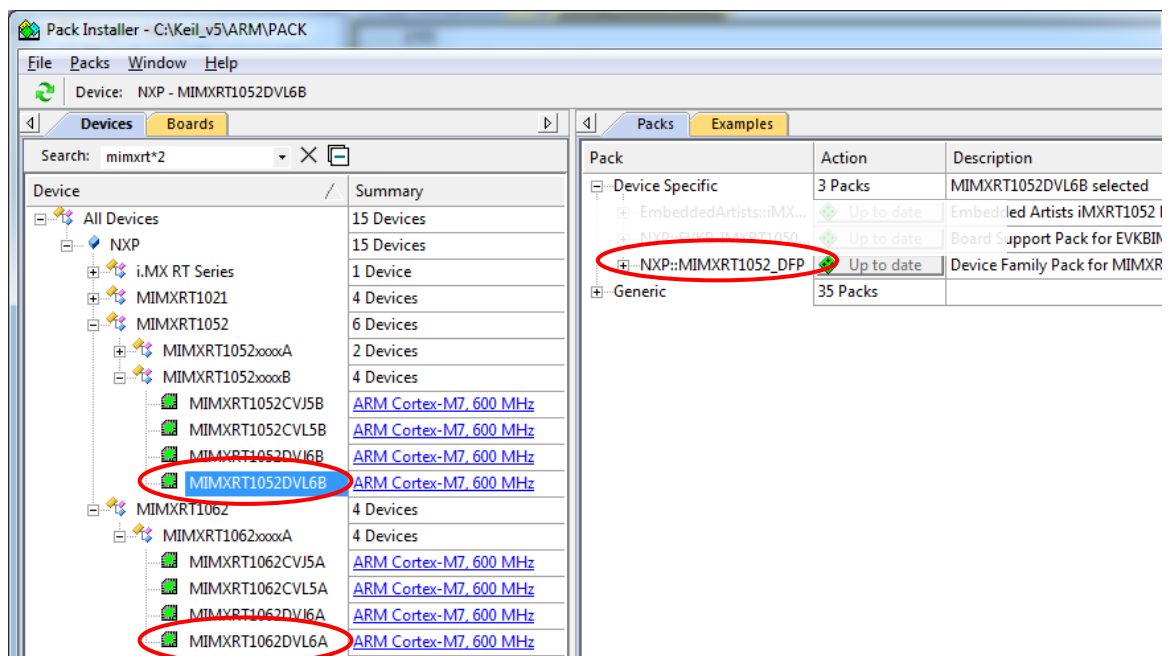 Pack Installer - C:\Keil_v5\ARM\PACK
File Packs Window Help
Device: NXP - MIMXRT1052DVL6B
Devices Boards
Search: mimxrt*2
Device Summary
All Devices 15 Devices
NXP 15 Devices
i.MX RT Series 1 Device
MIMXRT1021 4 Devices
MIMXRT1052 6 Devices
MIMXRT1052xxxxA 2 Devices
MIMXRT1052xxxxB 4 Devices
MIMXRT1052CVJ5B ARM Cortex-M7, 600 MHz
MIMXRT1052CVL5B ARM Cortex-M7, 600 MHz
MIMXRT1052DVJ6B ARM Cortex-M7, 600 MHz
MIMXRT1052DVL6B ARM Cortex-M7, 600 MHz
MIMXRT1062 4 Devices
MIMXRT1062xxxxA 4 Devices
MIMXRT1062CVJ5A ARM Cortex-M7, 600 MHz
MIMXRT1062CVL5A ARM Cortex-M7, 600 MHz
MIMXRT1062DVJ6A ARM Cortex-M7, 600 MHz
MIMXRT1062DVL6A ARM Cortex-M7, 600 MHz
Packs Examples
Pack Action Description
Device Specific 3 Packs MIMXRT1052DVL6B selected
EmbeddedArtists::iMX... Up to date Embedded Artists iMXRT1052
NXP::EVKB-IMXRT1050... Up to date Board Support Pack for EVKBIM
NXP::MIMXRT1052_DFP Up to date Device Family Pack for MIMXR
Generic 35 Packs